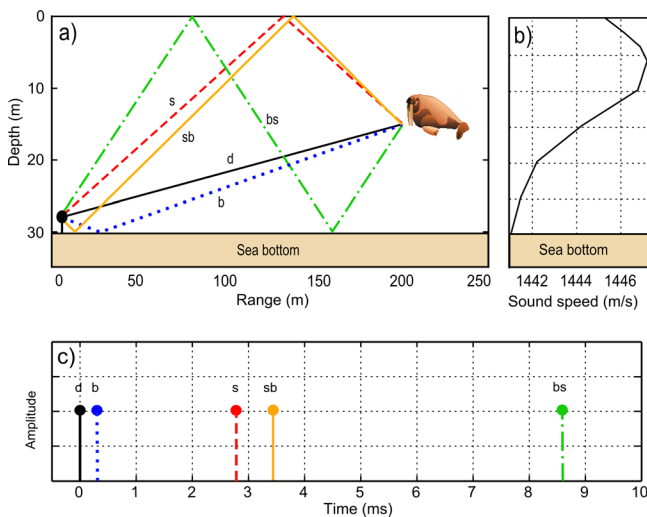 a)
0
10
20
30
Depth (m)
s
sb
bs
d
b
Sea bottom
0 50 100 150 200 250
Range (m)
b)
Sea bottom
1442 1444 1446
Sound speed (m/s)
c)
d b s sb bs
Amplitude
0 1 2 3 4 5 6 7 8 9 10
Time (ms)